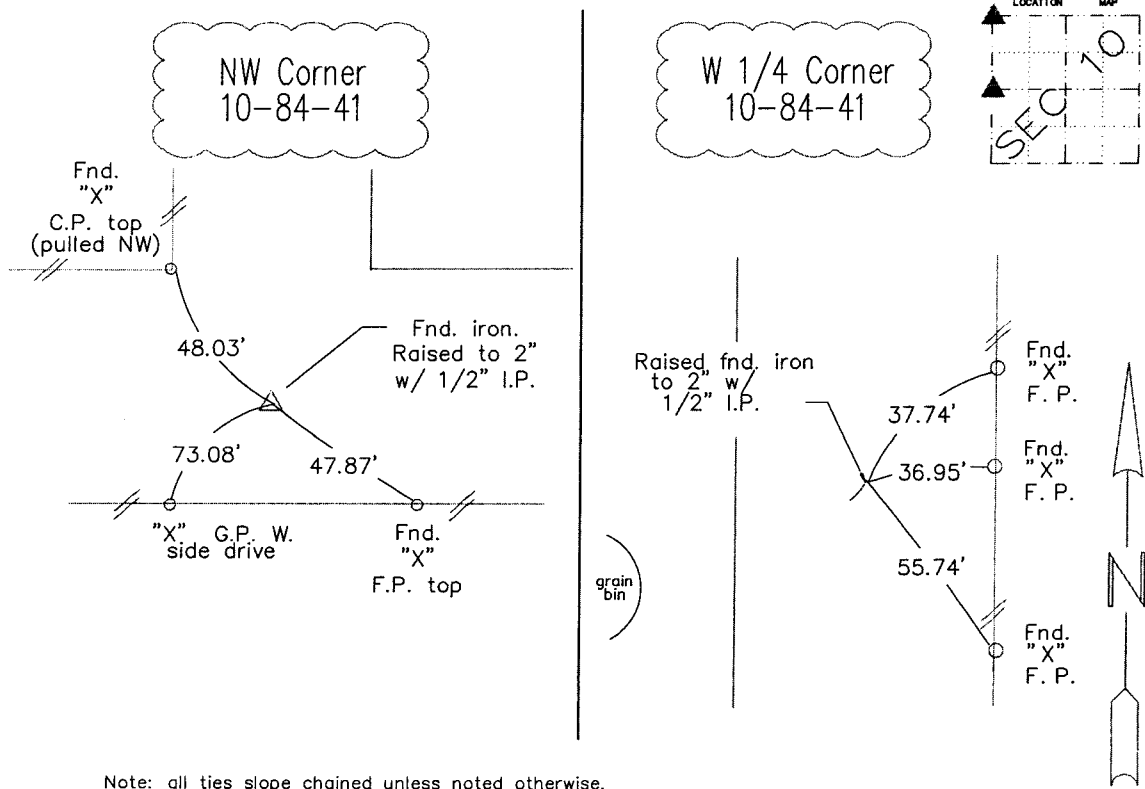 LOCATION MAP
SEC 10
NW Corner
10-84-41
W 1/4 Corner
10-84-41
Fnd.
"X"
C.P. top
(pulled NW)
48.03'
Fnd. iron.
Raised to 2"
w/ 1/2" I.P.
73.08'
47.87'
"X" G.P. W.
side drive
Fnd.
"X"
F.P. top
Raised fnd. iron
to 2" w/
1/2" I.P.
37.74'
Fnd.
"X"
F. P.
36.95'
Fnd.
"X"
F. P.
55.74'
Fnd.
"X"
F. P.
grain
bin
N
Note: all ties slope chained unless noted otherwise.